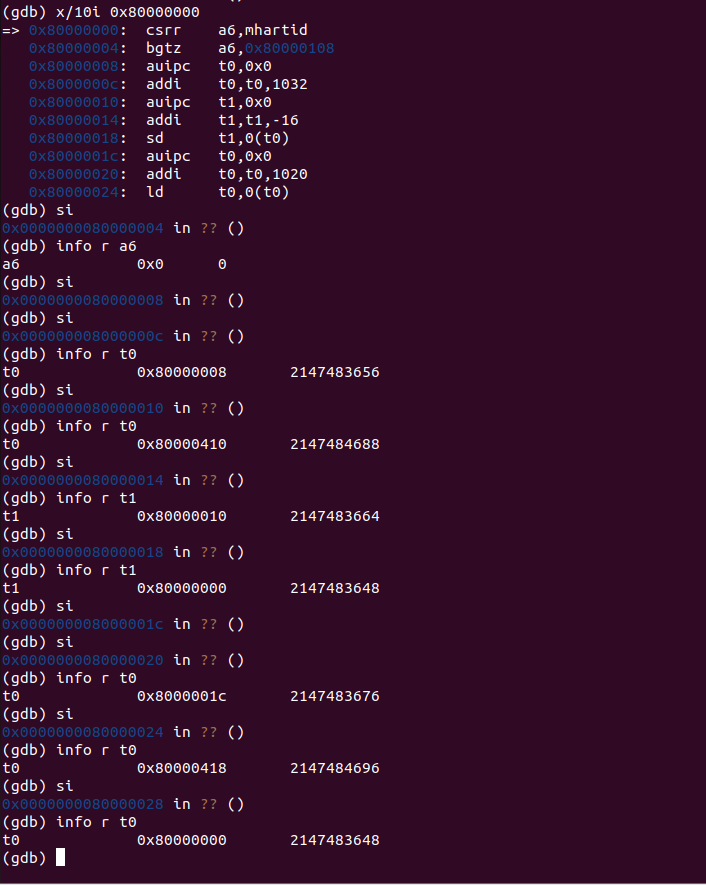 (gdb) x/10i 0x80000000
=> 0x80000000: csrr a6,mhartid
0x80000004: bgtz a6,0x80000108
0x80000008: auipc t0,0x0
0x8000000c: addi t0,t0,1032
0x80000010: auipc t1,0x0
0x80000014: addi t1,t1,-16
0x80000018: sd t1,0(t0)
0x8000001c: auipc t0,0x0
0x80000020: addi t0,t0,1020
0x80000024: ld t0,0(t0)
(gdb) si
0x0000000080000004 in ?? ()
(gdb) info r a6
a6 0x0 0
(gdb) si
0x0000000080000008 in ?? ()
(gdb) si
0x000000008000000c in ?? ()
(gdb) info r t0
t0 0x80000008 2147483656
(gdb) si
0x0000000080000010 in ?? ()
(gdb) info r t0
t0 0x80000410 2147484688
(gdb) si
0x0000000080000014 in ?? ()
(gdb) info r t1
t1 0x80000010 2147483664
(gdb) si
0x0000000080000018 in ?? ()
(gdb) info r t1
t1 0x80000000 2147483648
(gdb) si
0x000000008000001c in ?? ()
(gdb) si
0x0000000080000020 in ?? ()
(gdb) info r t0
t0 0x8000001c 2147483676
(gdb) si
0x0000000080000024 in ?? ()
(gdb) info r t0
t0 0x80000418 2147484696
(gdb) si
0x0000000080000028 in ?? ()
(gdb) info r t0
t0 0x80000000 2147483648
(gdb)